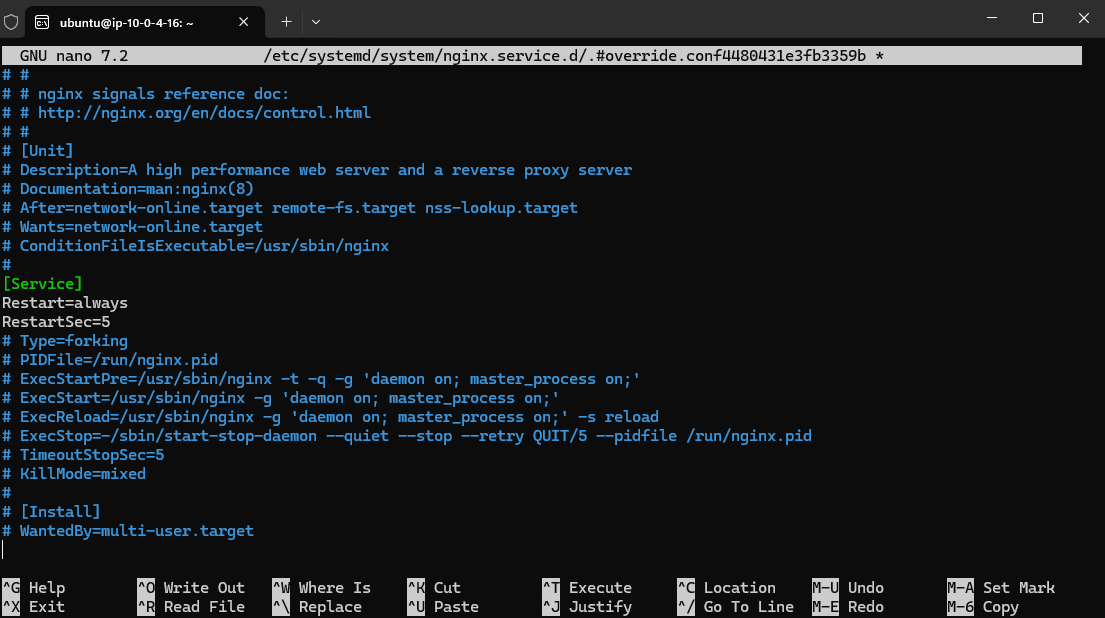 ubuntu@ip-10-0-4-16: ~
GNU nano 7.2 /etc/systemd/system/nginx.service.d/.#override.conf4480431e3fb3359b *
# #
# # nginx signals reference doc:
# # http://nginx.org/en/docs/control.html
# #
# [Unit]
# Description=A high performance web server and a reverse proxy server
# Documentation=man:nginx(8)
# After=network-online.target remote-fs.target nss-lookup.target
# Wants=network-online.target
# ConditionFileIsExecutable=/usr/sbin/nginx
#
[Service]
Restart=always
RestartSec=5
# Type=forking
# PIDFile=/run/nginx.pid
# ExecStartPre=/usr/sbin/nginx -t -q -g 'daemon on; master_process on;'
# ExecStart=/usr/sbin/nginx -g 'daemon on; master_process on;'
# ExecReload=/usr/sbin/nginx -g 'daemon on; master_process on;' -s reload
# ExecStop=-/sbin/start-stop-daemon --quiet --stop --retry QUIT/5 --pidfile /run/nginx.pid
# TimeoutStopSec=5
# KillMode=mixed
#
# [Install]
# WantedBy=multi-user.target
^G Help ^O Write Out ^W Where Is ^K Cut ^T Execute ^C Location M-U Undo M-A Set Mark
^X Exit ^R Read File ^\ Replace ^U Paste ^J Justify ^/ Go To Line M-E Redo M-6 Copy